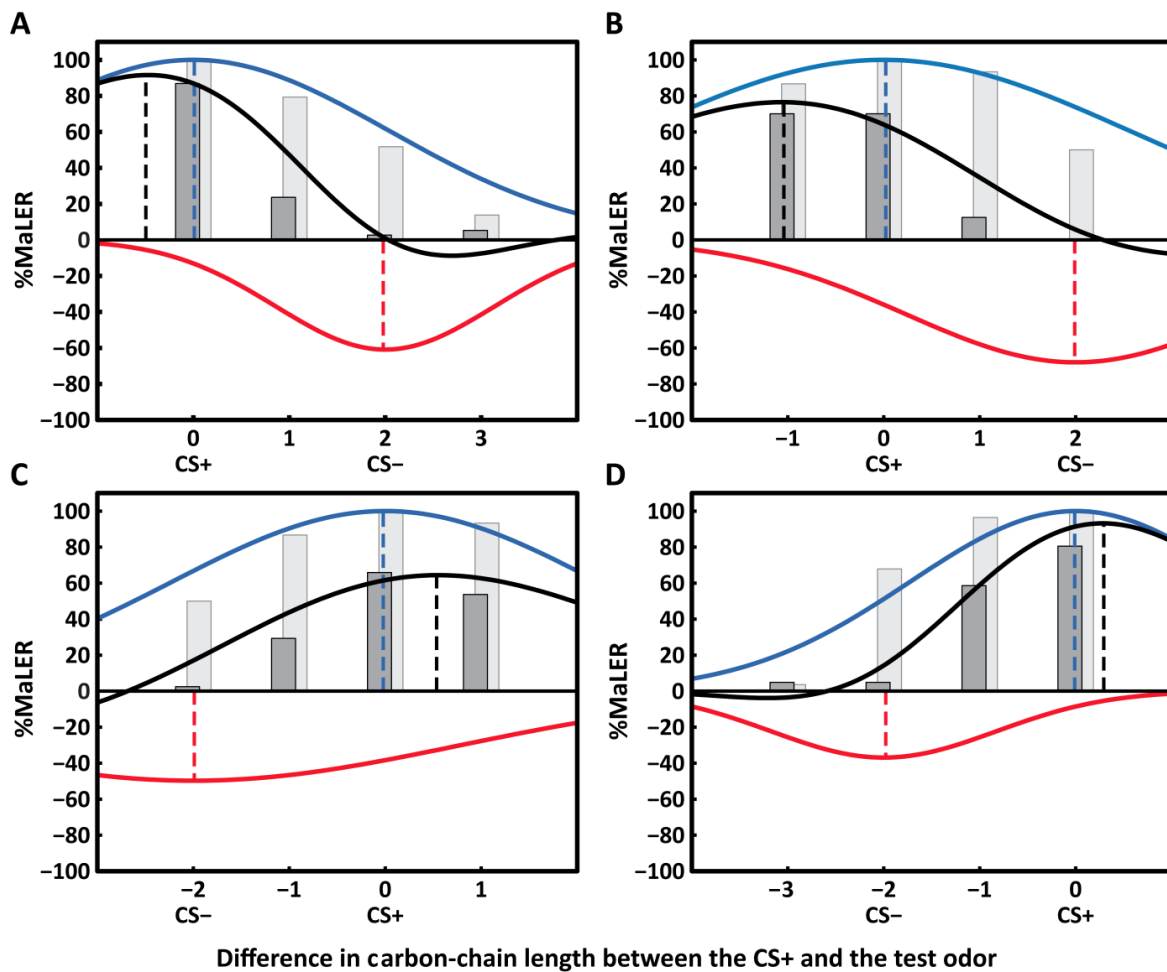 A
B
100
80
60
40
20
0
−20
−40
−60
−80
−100
%MaLER
0 1 2 3
CS+ CS−
100
80
60
40
20
0
−20
−40
−60
−80
−100
%MaLER
−1 0 1 2
CS+ CS−
C
D
100
80
60
40
20
0
−20
−40
−60
−80
−100
%MaLER
−2 −1 0 1
CS− CS+
100
80
60
40
20
0
−20
−40
−60
−80
−100
%MaLER
−3 −2 −1 0
CS− CS+
Difference in carbon-chain length between the CS+ and the test odor